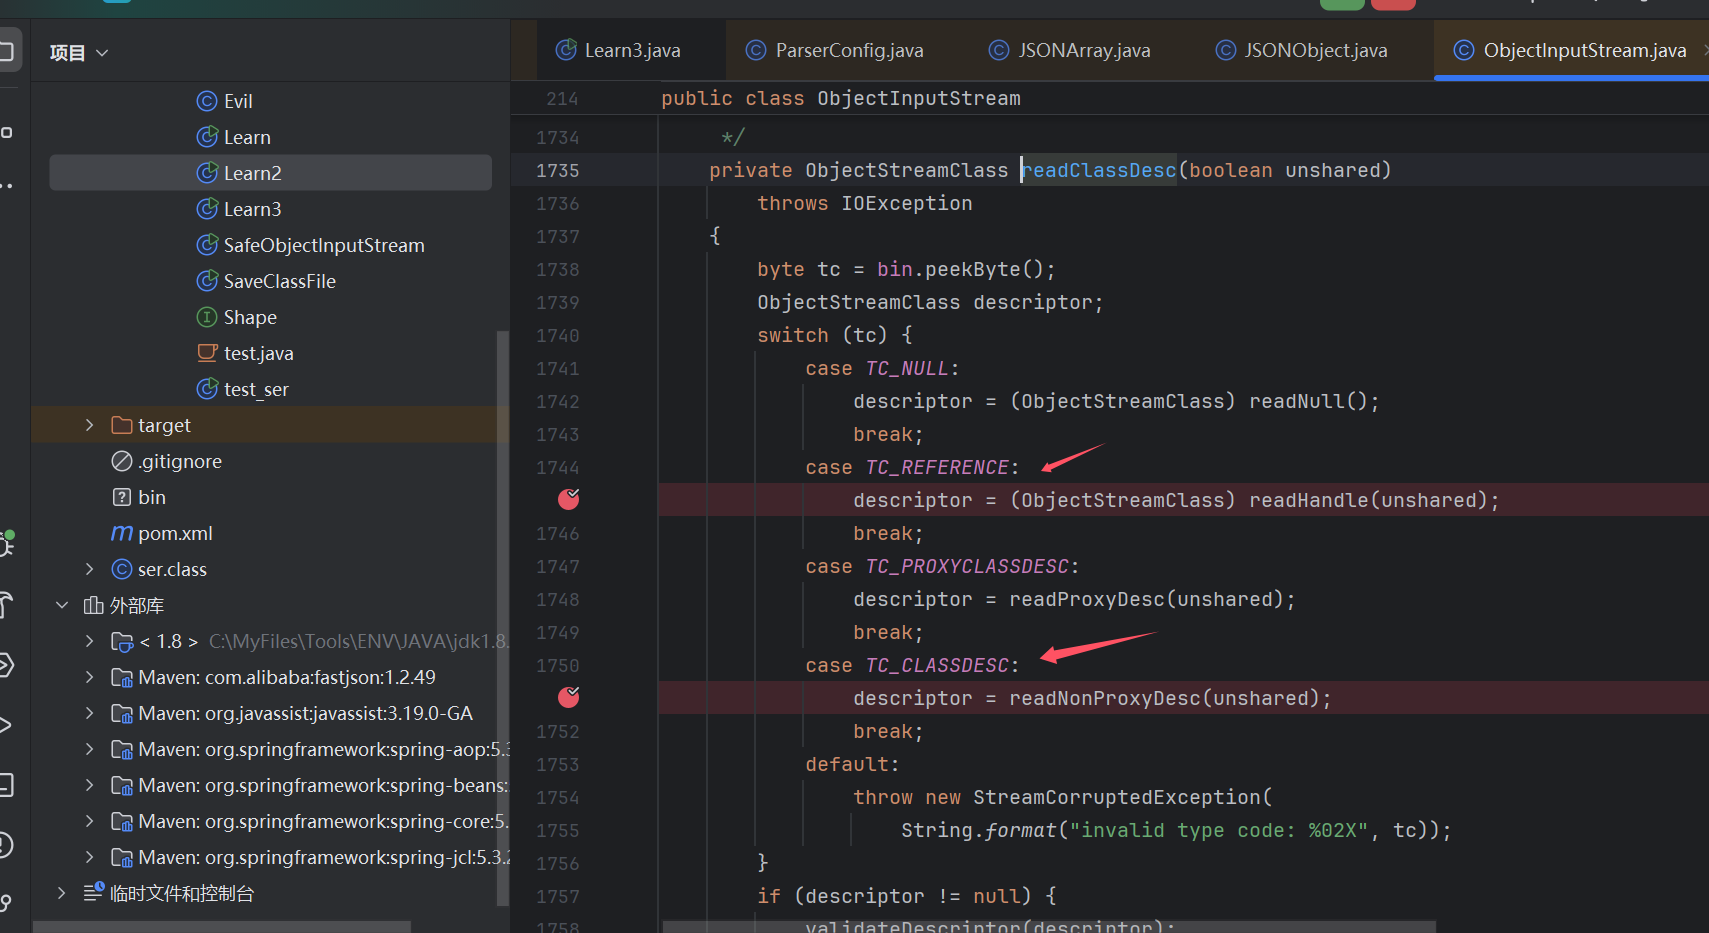 项目
Evil
Learn
Learn2
Learn3
SafeObjectInputStream
SaveClassFile
Shape
test.java
test_ser
target
.gitignore
bin
pom.xml
ser.class
外部库
< 1.8 > C:\MyFiles\Tools\ENV\JAVA\jdk1.8.
Maven: com.alibaba:fastjson:1.2.49
Maven: org.javassist:javassist:3.19.0-GA
Maven: org.springframework:spring-aop:5.3
Maven: org.springframework:spring-beans:
Maven: org.springframework:spring-core:5.
Maven: org.springframework:spring-jcl:5.3.2
临时文件和控制台
Learn3.java ParserConfig.java JSONArray.java JSONObject.java ObjectInputStream.java
214 public class ObjectInputStream
1734 */
1735 private ObjectStreamClass readClassDesc(boolean unshared)
1736 throws IOException
1737 {
1738 byte tc = bin.peekByte();
1739 ObjectStreamClass descriptor;
1740 switch (tc) {
1741 case TC_NULL:
1742 descriptor = (ObjectStreamClass) readNull();
1743 break;
1744 case TC_REFERENCE:
descriptor = (ObjectStreamClass) readHandle(unshared);
1746 break;
1747 case TC_PROXYCLASSDESC:
1748 descriptor = readProxyDesc(unshared);
1749 break;
1750 case TC_CLASSDESC:
descriptor = readNonProxyDesc(unshared);
1752 break;
1753 default:
1754 throw new StreamCorruptedException(
1755 String.format("invalid type code: %02X", tc));
1756 }
1757 if (descriptor != null) {
1758 validateDescriptor(descriptor);